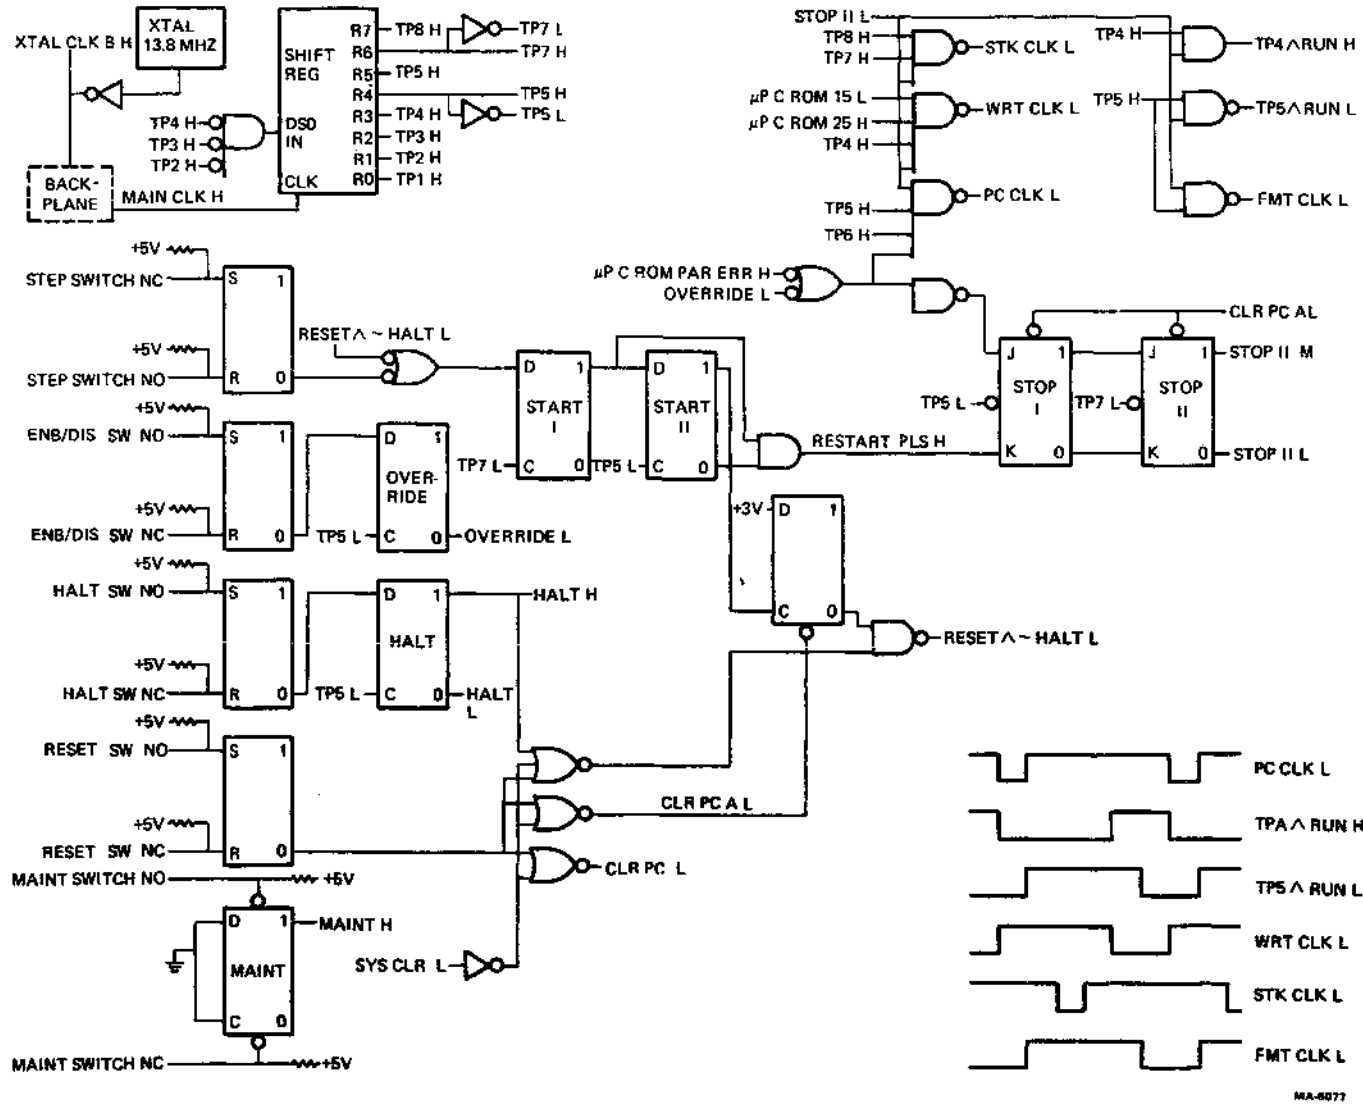 XTAL
13.8 MHZ
XTAL CLK B H
SHIFT
REG
DSD
IN
CLK
R7
R6
R5
R4
R3
R2
R1
R0
TP8 H
TP7 L
TP7 H
TP5 H
TP5 H
TP5 L
TP4 H
TP3 H
TP2 H
TP1 H
TP4 H
TP3 H
TP2 H
BACK-
PLANE
MAIN CLK H
STOP II L
TP8 H
TP7 H
STK CLK L
μP C ROM 15 L
μP C ROM 25 H
TP4 H
WRT CLK L
TP5 H
TP6 H
PC CLK L
TP4 H
TP4 ∧ RUN H
TP5 H
TP5 ∧ RUN L
FMT CLK L
μP C ROM PAR ERR H
OVERRIDE L
CLR PC A L
J 1
STOP
I
K 0
TP5 L
J 1
STOP
II
K 0
TP7 L
STOP II M
STOP II L
+5V
STEP SWITCH NC
S 1
+5V
STEP SWITCH NO
R 0
RESET ∧ ~ HALT L
D 1
START
I
C 0
TP7 L
D 1
START
II
C 0
TP5 L
RESTART PLS H
+5V
ENB/DIS SW NO
S 1
+5V
ENB/DIS SW NC
R 0
D 1
OVER-
RIDE
C 0
TP5 L
OVERRIDE L
+3V
D 1
C 0
RESET ∧ ~ HALT L
+5V
HALT SW NO
S 1
+5V
HALT SW NC
R 0
D 1
HALT
C 0
TP5 L
HALT H
HALT
L
+5V
RESET SW NO
S 1
+5V
RESET SW NC
R 0
CLR PC A L
CLR PC L
MAINT SWITCH NO
+5V
D 1
MAINT
C 0
MAINT H
SYS CLR L
MAINT SWITCH NC
+5V
PC CLK L
TPA ∧ RUN H
TP5 ∧ RUN L
WRT CLK L
STK CLK L
FMT CLK L
MA-6077